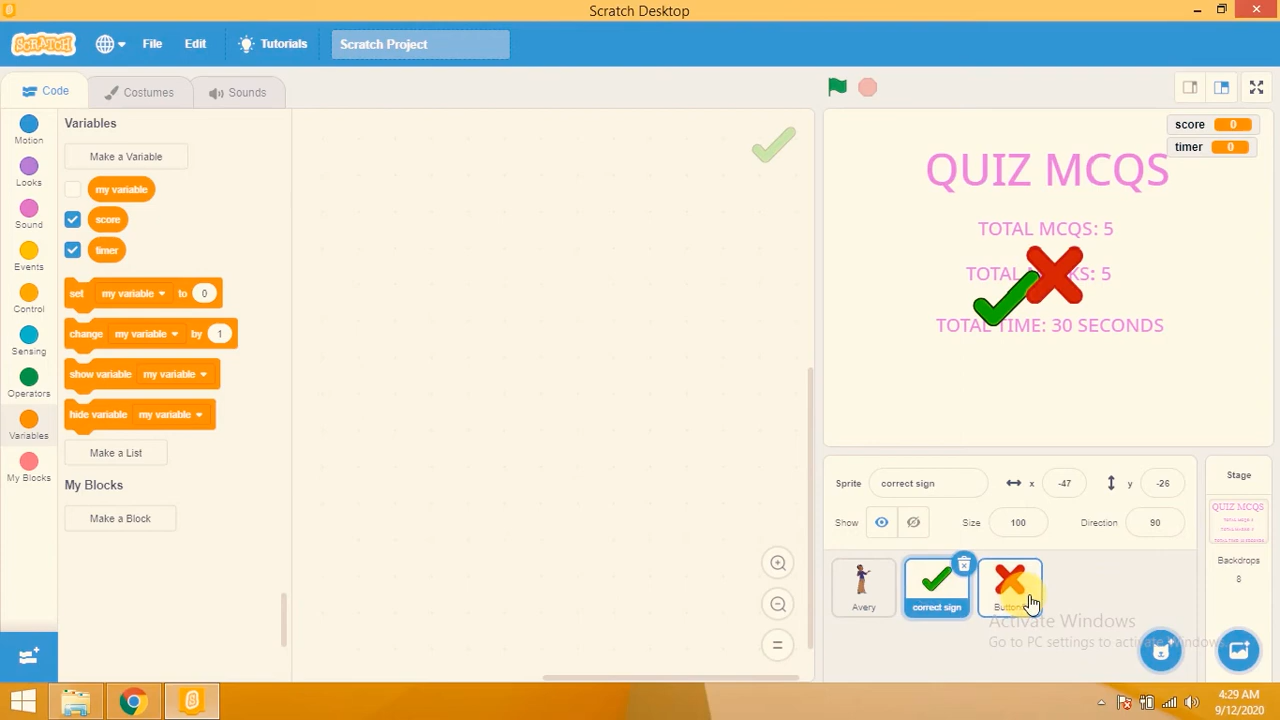 Scratch Desktop
SCRATCH
File
Edit
Tutorials
Scratch Project
Code
Costumes
Sounds
Motion
Looks
Sound
Events
Control
Sensing
Operators
Variables
My Blocks
Variables
Make a Variable
my variable
score
timer
set my variable to 0
change my variable by 1
show variable my variable
hide variable my variable
Make a List
My Blocks
Make a Block
score 0
timer 0
QUIZ MCQS
TOTAL MCQS: 5
TOTAL KS: 5
TOTAL TIME: 30 SECONDS
Sprite correct sign x -47 y -26
Show Size 100 Direction 90
Avery
correct sign
Stage
QUIZ MCQS
Backdrops
8
Activate Windows
Go to PC settings to activate Windows.
4:29 AM
9/12/2020